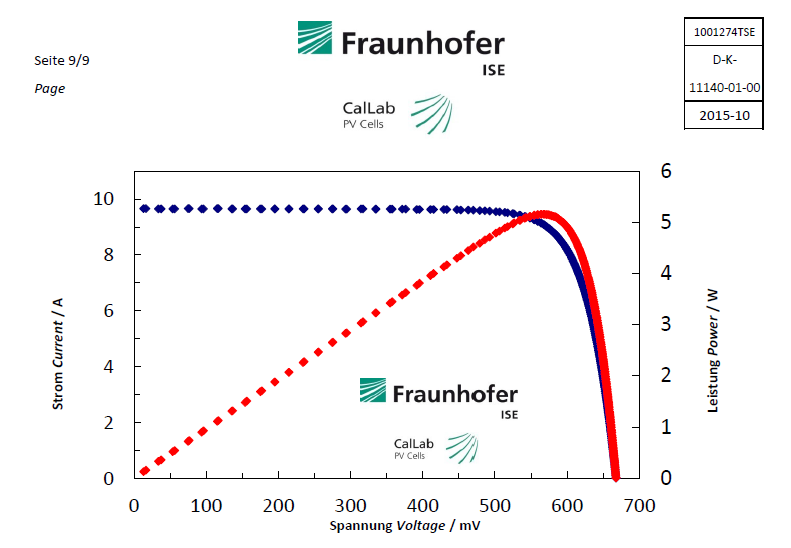 Fraunhofer
ISE
Seite 9/9
Page
CalLab
PV Cells
1001274TSE
D-K-
11140-01-00
2015-10
10
8
6
4
2
0
Strom Current / A
6
5
4
3
2
1
0
Leistung Power / W
Fraunhofer
ISE
CalLab
PV Cells
0 100 200 300 400 500 600 700
Spannung Voltage / mV